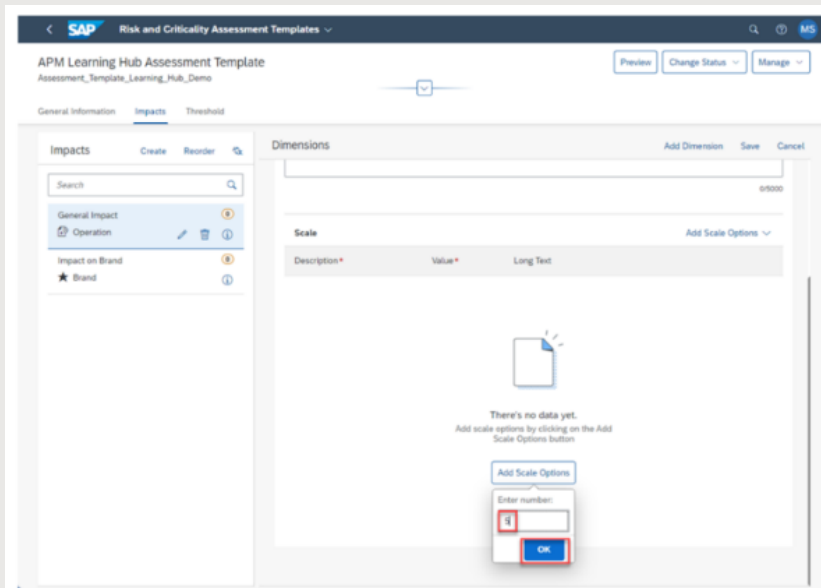 SAP Risk and Criticality Assessment Templates MS
APM Learning Hub Assessment Template
Assessment_Template_Learning_Hub_Demo
Preview Change Status Manage
General Information Impacts Threshold
Impacts Create Reorder
Dimensions Add Dimension Save Cancel
Search
0/5000
General Impact 0
Operation
Scale Add Scale Options
Impact on Brand 0
Brand
Description* Value* Long Text
There's no data yet.
Add scale options by clicking on the Add
Scale Options button
Add Scale Options
Enter number:
5
OK